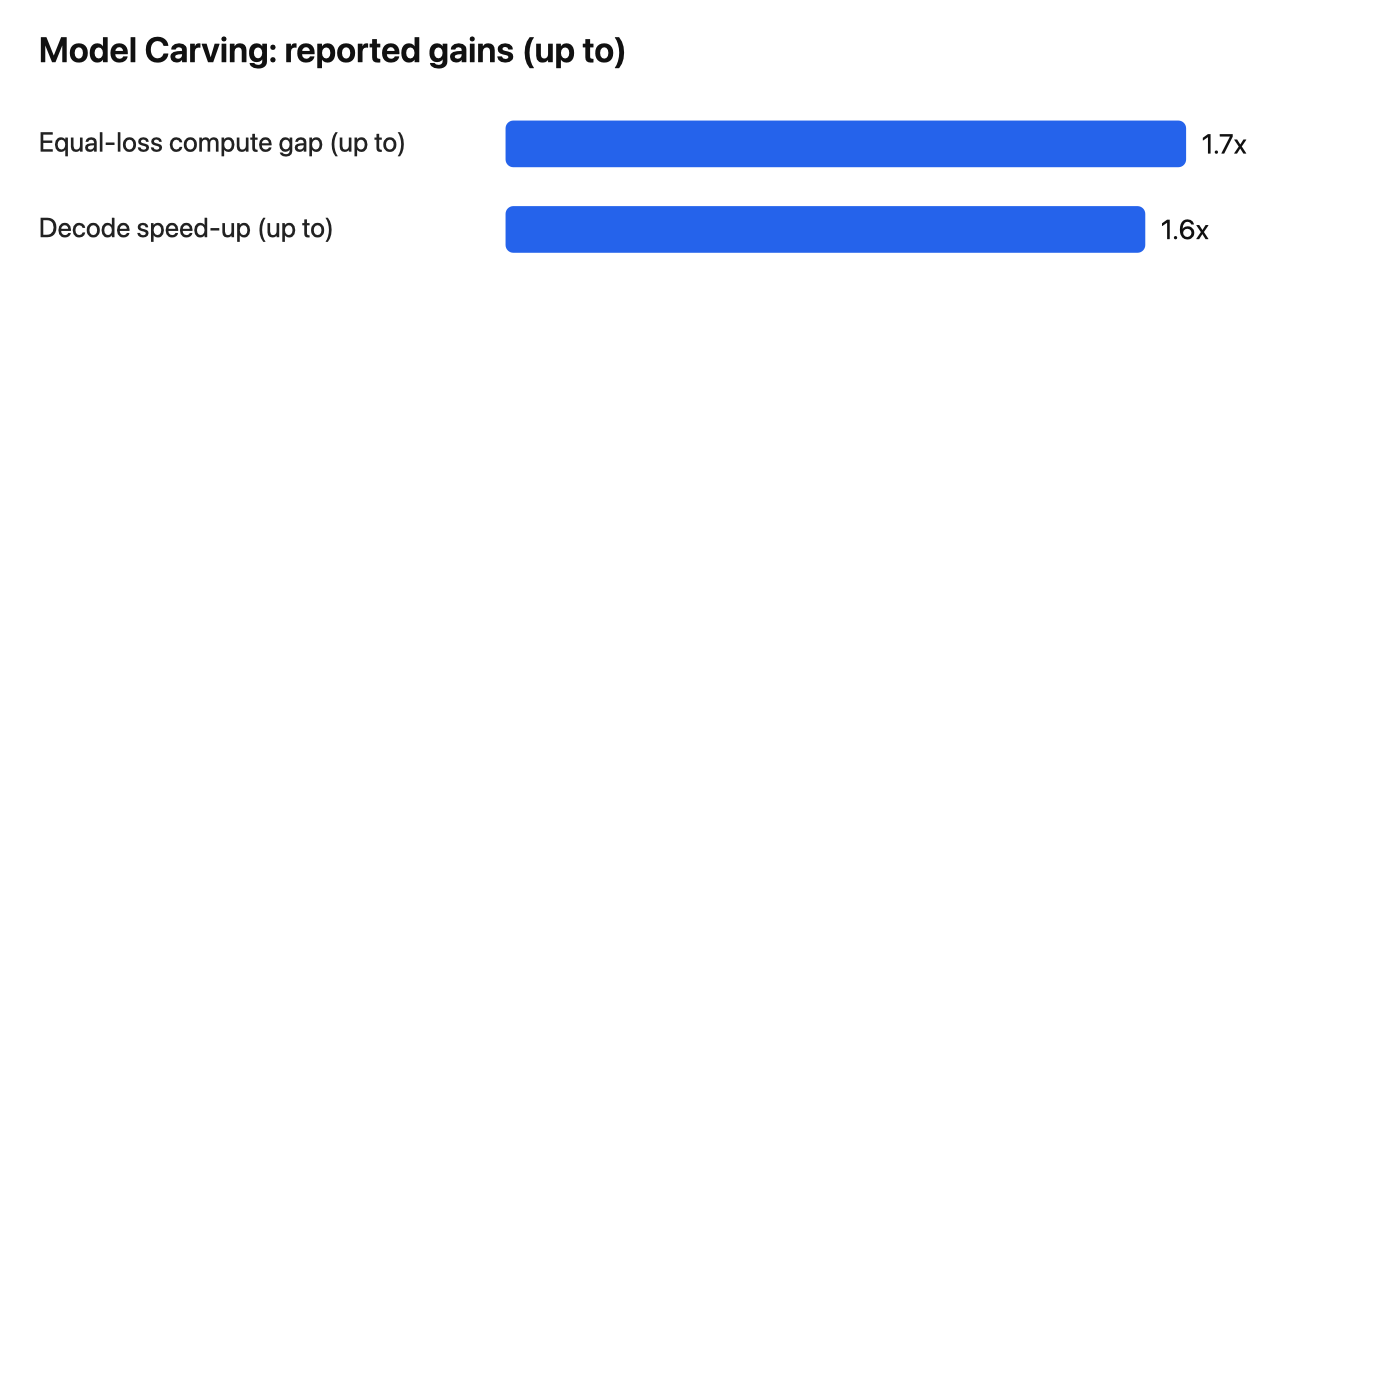 Model Carving: reported gains (up to)
Equal-loss compute gap (up to) 1.7x
Decode speed-up (up to) 1.6x